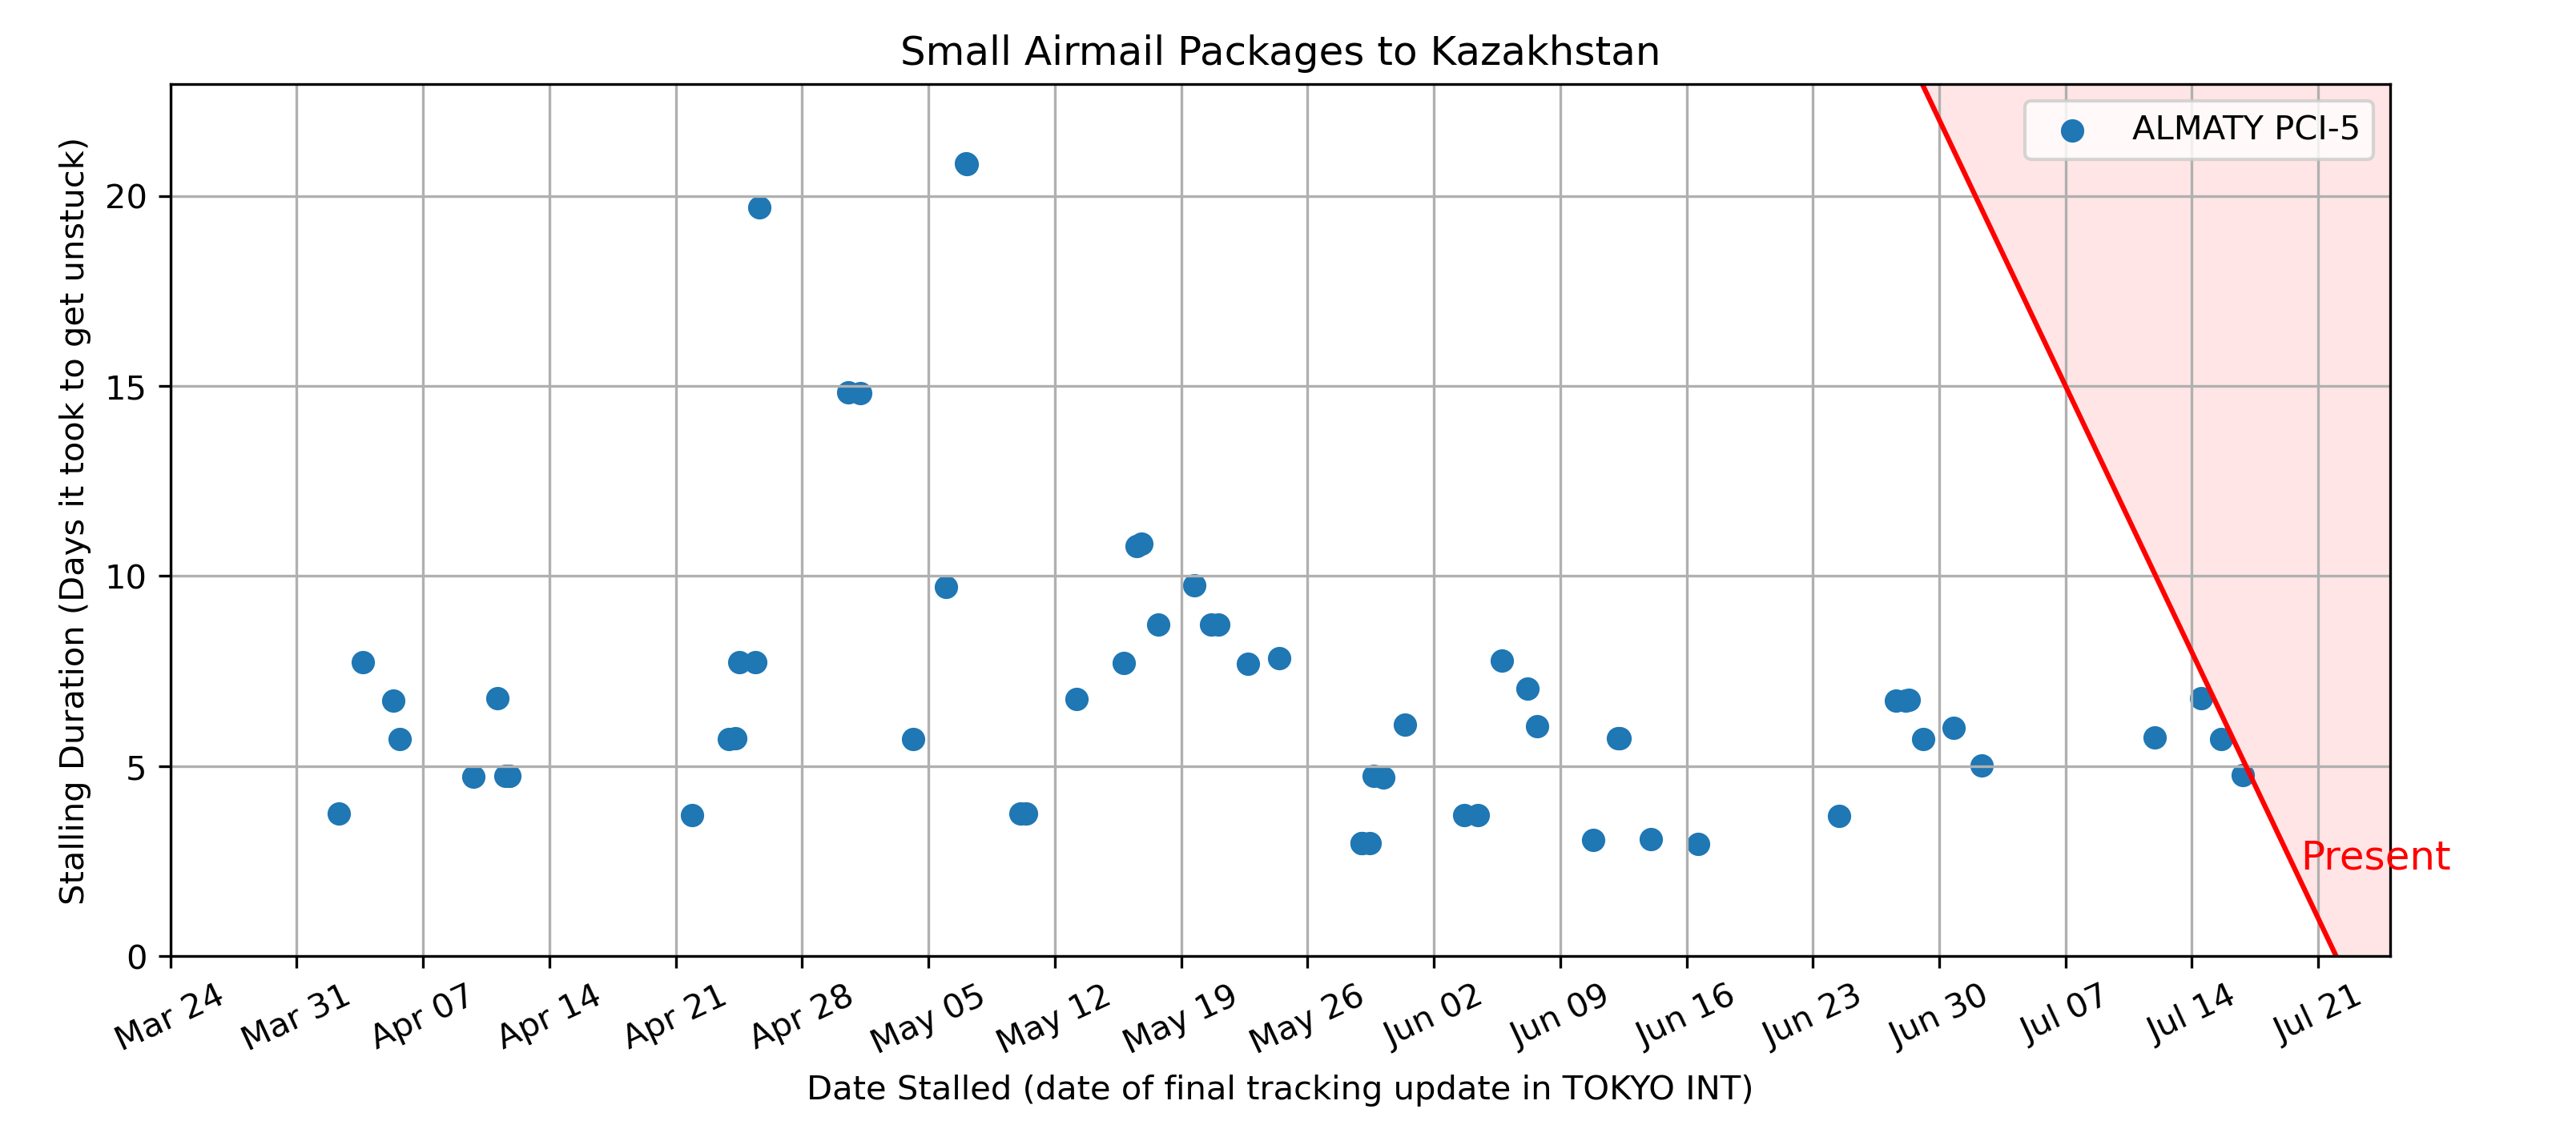 Small Airmail Packages to Kazakhstan
ALMATY PCI-5
Stalling Duration (Days it took to get unstuck)
20
15
10
5
0
Present
Mar 24
Mar 31
Apr 07
Apr 14
Apr 21
Apr 28
May 05
May 12
May 19
May 26
Jun 02
Jun 09
Jun 16
Jun 23
Jun 30
Jul 07
Jul 14
Jul 21
Date Stalled (date of final tracking update in TOKYO INT)